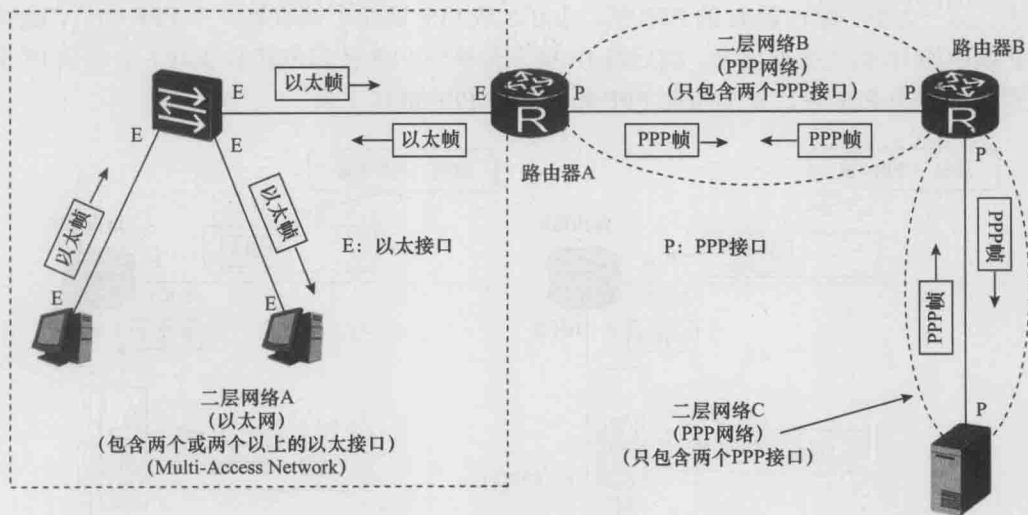 二层网络B
(PPP网络)
(只包含两个PPP接口)
路由器B
以太帧
E
E
P
P
E
E
以太帧
PPP帧
PPP帧
P
路由器A
以太帧
以太帧
E：以太接口
P：PPP接口
PPP帧
PPP帧
E
E
二层网络A
(以太网)
(包含两个或两个以上的以太接口)
(Multi-Access Network)
二层网络C
(PPP网络)
(只包含两个PPP接口)
P
R
R